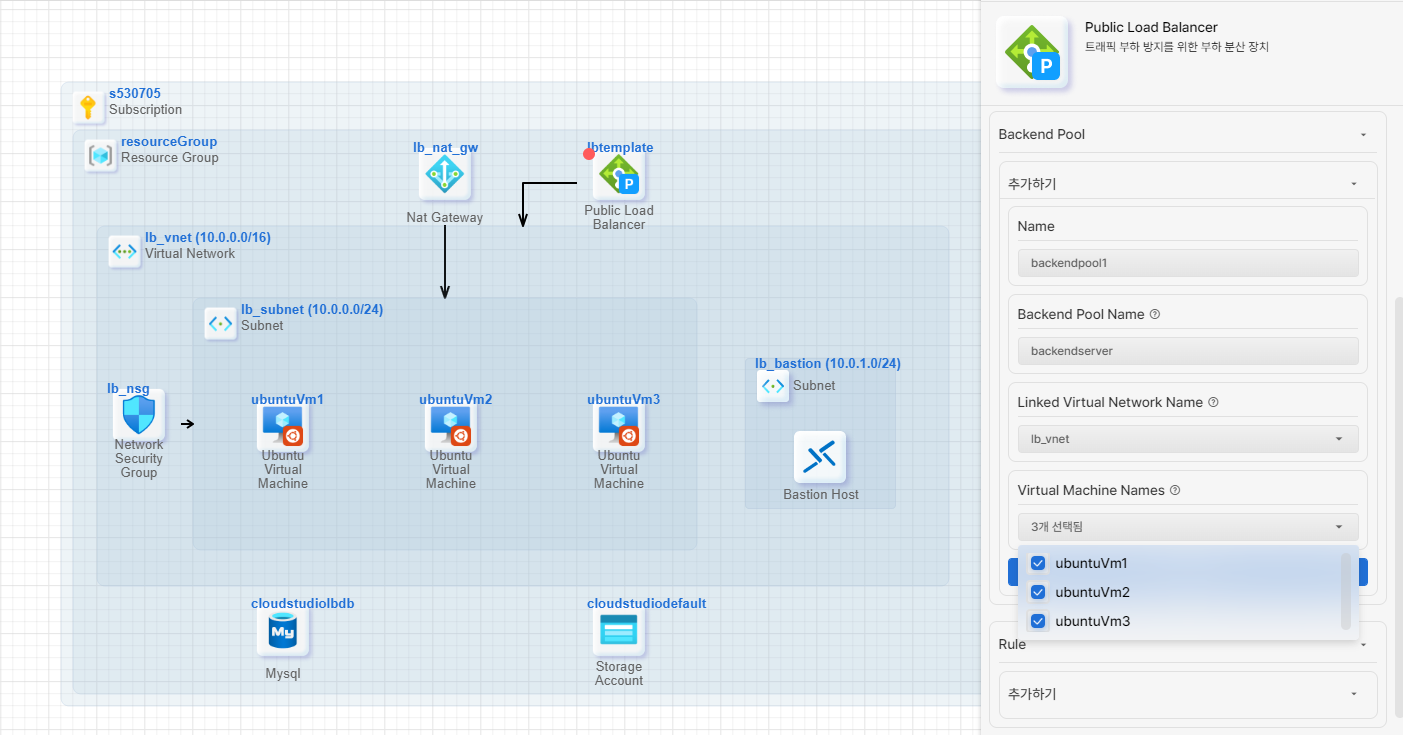 s530705
Subscription
resourceGroup
Resource Group
lb_nat_gw
Nat Gateway
lbtemplate
P
Public Load
Balancer
lb_vnet (10.0.0.0/16)
Virtual Network
lb_subnet (10.0.0.0/24)
Subnet
lb_nsg
Network
Security
Group
ubuntuVm1
Ubuntu
Virtual
Machine
ubuntuVm2
Ubuntu
Virtual
Machine
ubuntuVm3
Ubuntu
Virtual
Machine
lb_bastion (10.0.1.0/24)
Subnet
Bastion Host
cloudstudiolbdb
My
Mysql
cloudstudiodefault
Storage
Account
P
Public Load Balancer
트래픽 부하 방지를 위한 부하 분산 장치
Backend Pool
추가하기
Name
backendpool1
Backend Pool Name
backendserver
Linked Virtual Network Name
lb_vnet
Virtual Machine Names
3개 선택됨
ubuntuVm1
ubuntuVm2
ubuntuVm3
Rule
추가하기